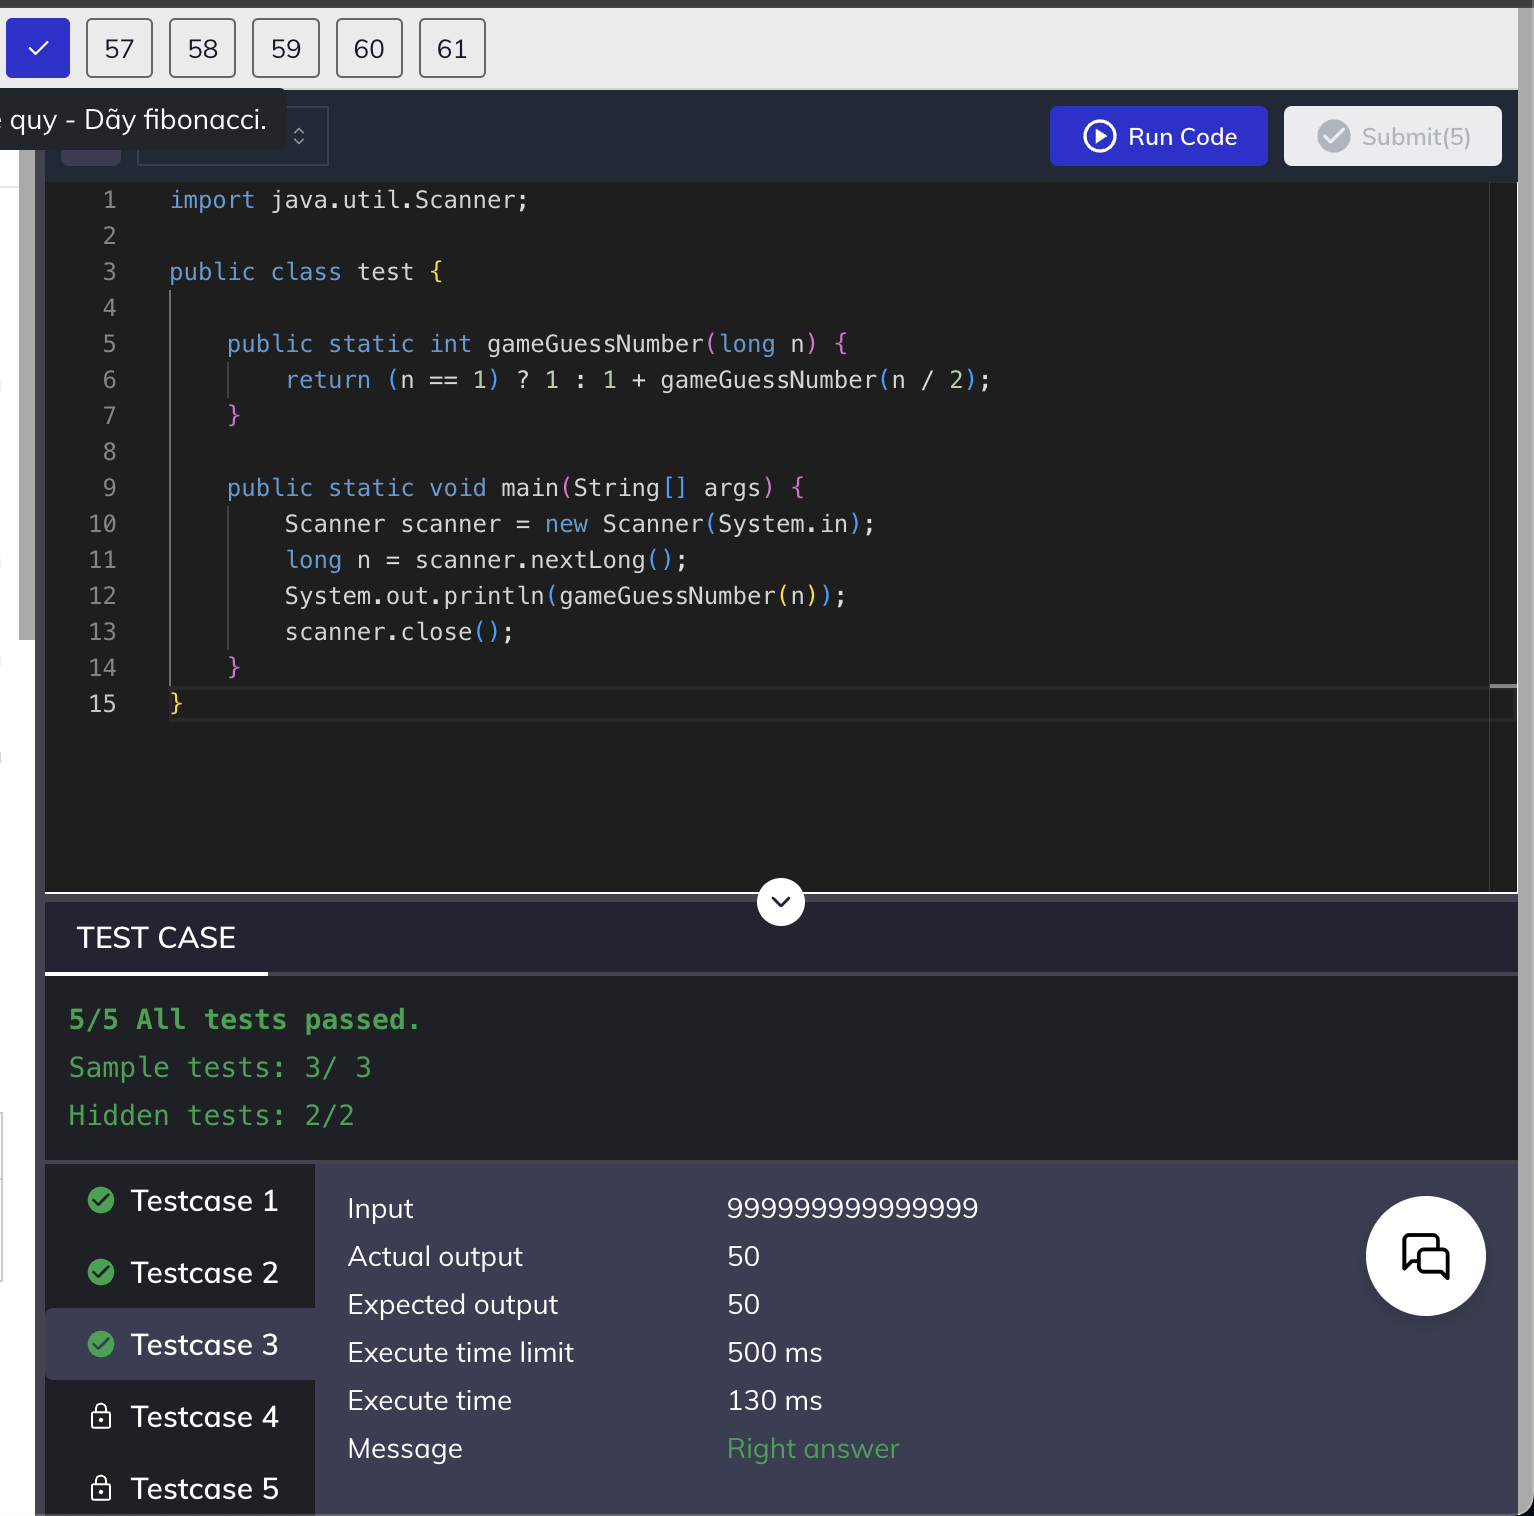 57 58 59 60 61
quy - Dãy fibonacci.
Run Code
Submit(5)
1 import java.util.Scanner;
2
3 public class test {
4
5 public static int gameGuessNumber(long n) {
6 return (n == 1) ? 1 : 1 + gameGuessNumber(n / 2);
7 }
8
9 public static void main(String[] args) {
10 Scanner scanner = new Scanner(System.in);
11 long n = scanner.nextLong();
12 System.out.println(gameGuessNumber(n));
13 scanner.close();
14 }
15 }
TEST CASE
5/5 All tests passed.
Sample tests: 3/ 3
Hidden tests: 2/2
Testcase 1
Testcase 2
Testcase 3
Testcase 4
Testcase 5
Input 999999999999999
Actual output 50
Expected output 50
Execute time limit 500 ms
Execute time 130 ms
Message Right answer